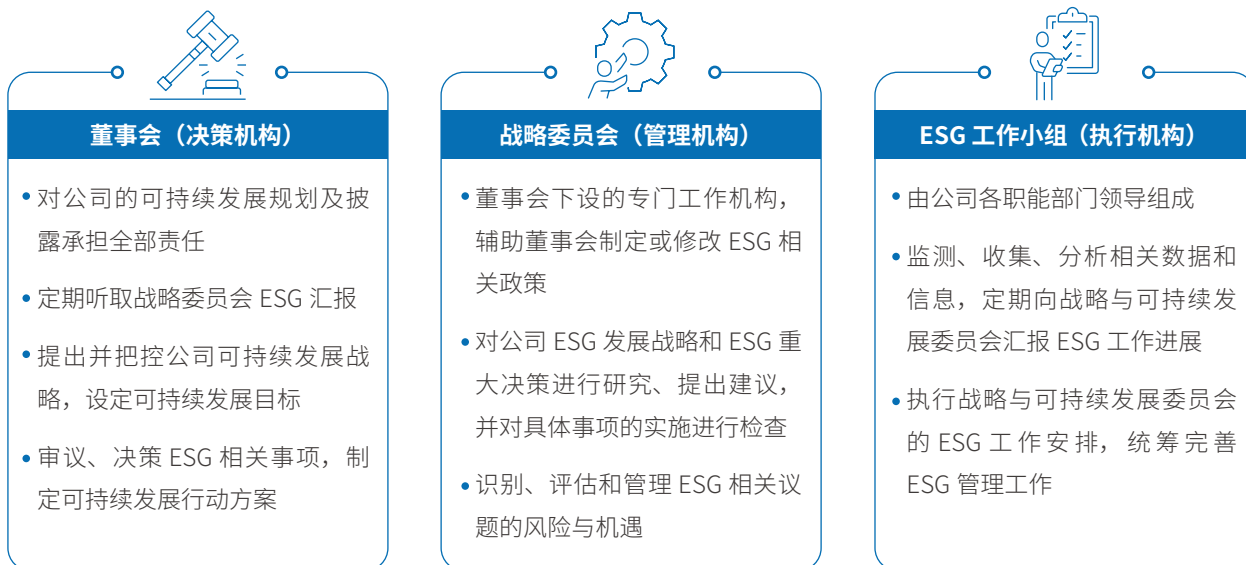 董事会（决策机构）
• 对公司的可持续发展规划及披
露承担全部责任
• 定期听取战略委员会 ESG 汇报
• 提出并把控公司可持续发展战
略，设定可持续发展目标
• 审议、决策 ESG 相关事项，制
定可持续发展行动方案
战略委员会（管理机构）
• 董事会下设的专门工作机构，
辅助董事会制定或修改 ESG 相
关政策
• 对公司 ESG 发展战略和 ESG 重
大决策进行研究、提出建议，
并对具体事项的实施进行检查
• 识别、评估和管理 ESG 相关议
题的风险与机遇
ESG 工作小组（执行机构）
• 由公司各职能部门领导组成
• 监测、收集、分析相关数据和
信息，定期向战略与可持续发
展委员会汇报 ESG 工作进展
• 执行战略与可持续发展委员会
的 ESG 工作安排，统筹完善
ESG 管理工作